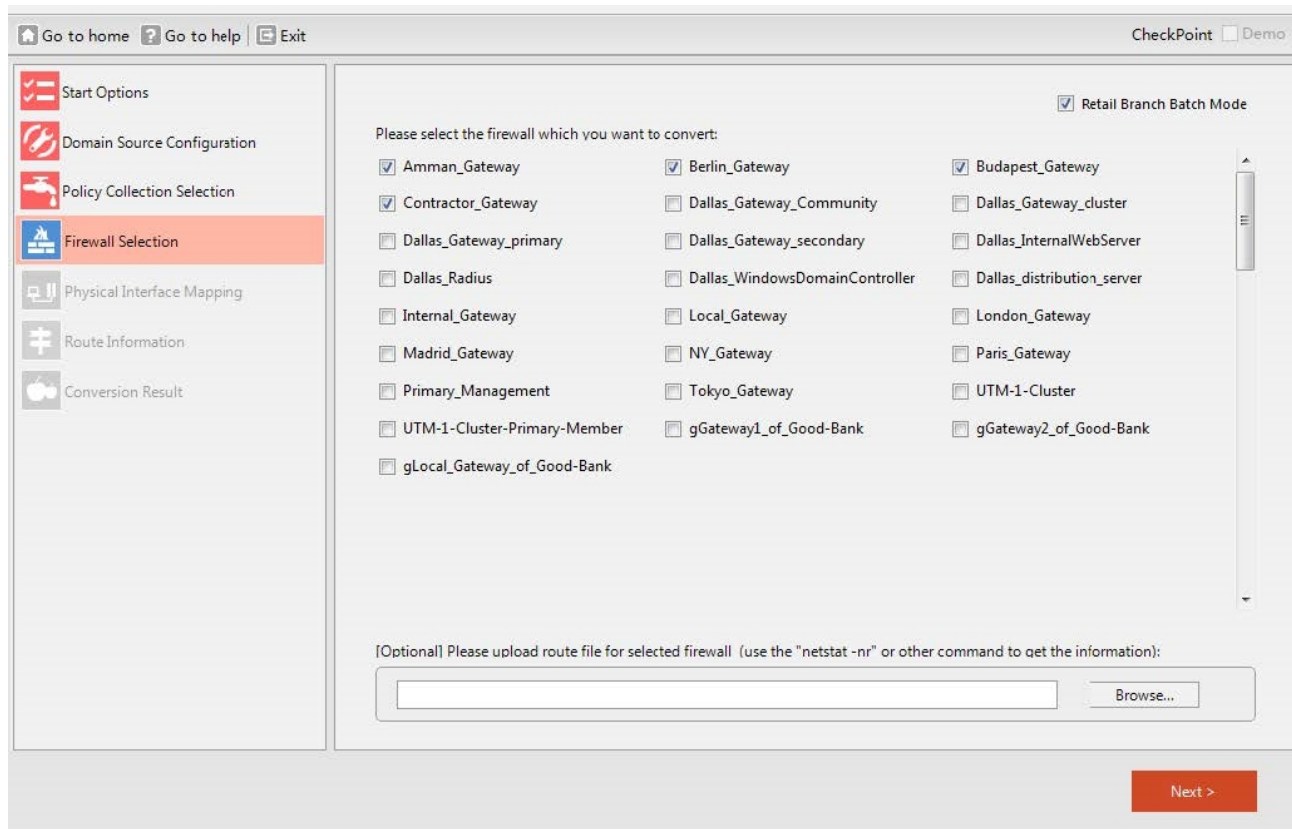 Go to home ? Go to help Exit CheckPoint Demo
Start Options
Domain Source Configuration
Policy Collection Selection
Firewall Selection
Physical Interface Mapping
Route Information
Conversion Result
Retail Branch Batch Mode
Please select the firewall which you want to convert:
Amman_Gateway Berlin_Gateway Budapest_Gateway
Contractor_Gateway Dallas_Gateway_Community Dallas_Gateway_cluster
Dallas_Gateway_primary Dallas_Gateway_secondary Dallas_InternalWebServer
Dallas_Radius Dallas_WindowsDomainController Dallas_distribution_server
Internal_Gateway Local_Gateway London_Gateway
Madrid_Gateway NY_Gateway Paris_Gateway
Primary_Management Tokyo_Gateway UTM-1-Cluster
UTM-1-Cluster-Primary-Member gGateway1_of_Good-Bank gGateway2_of_Good-Bank
gLocal_Gateway_of_Good-Bank
[Optional] Please upload route file for selected firewall (use the "netstat -nr" or other command to get the information):
Browse...
Next >